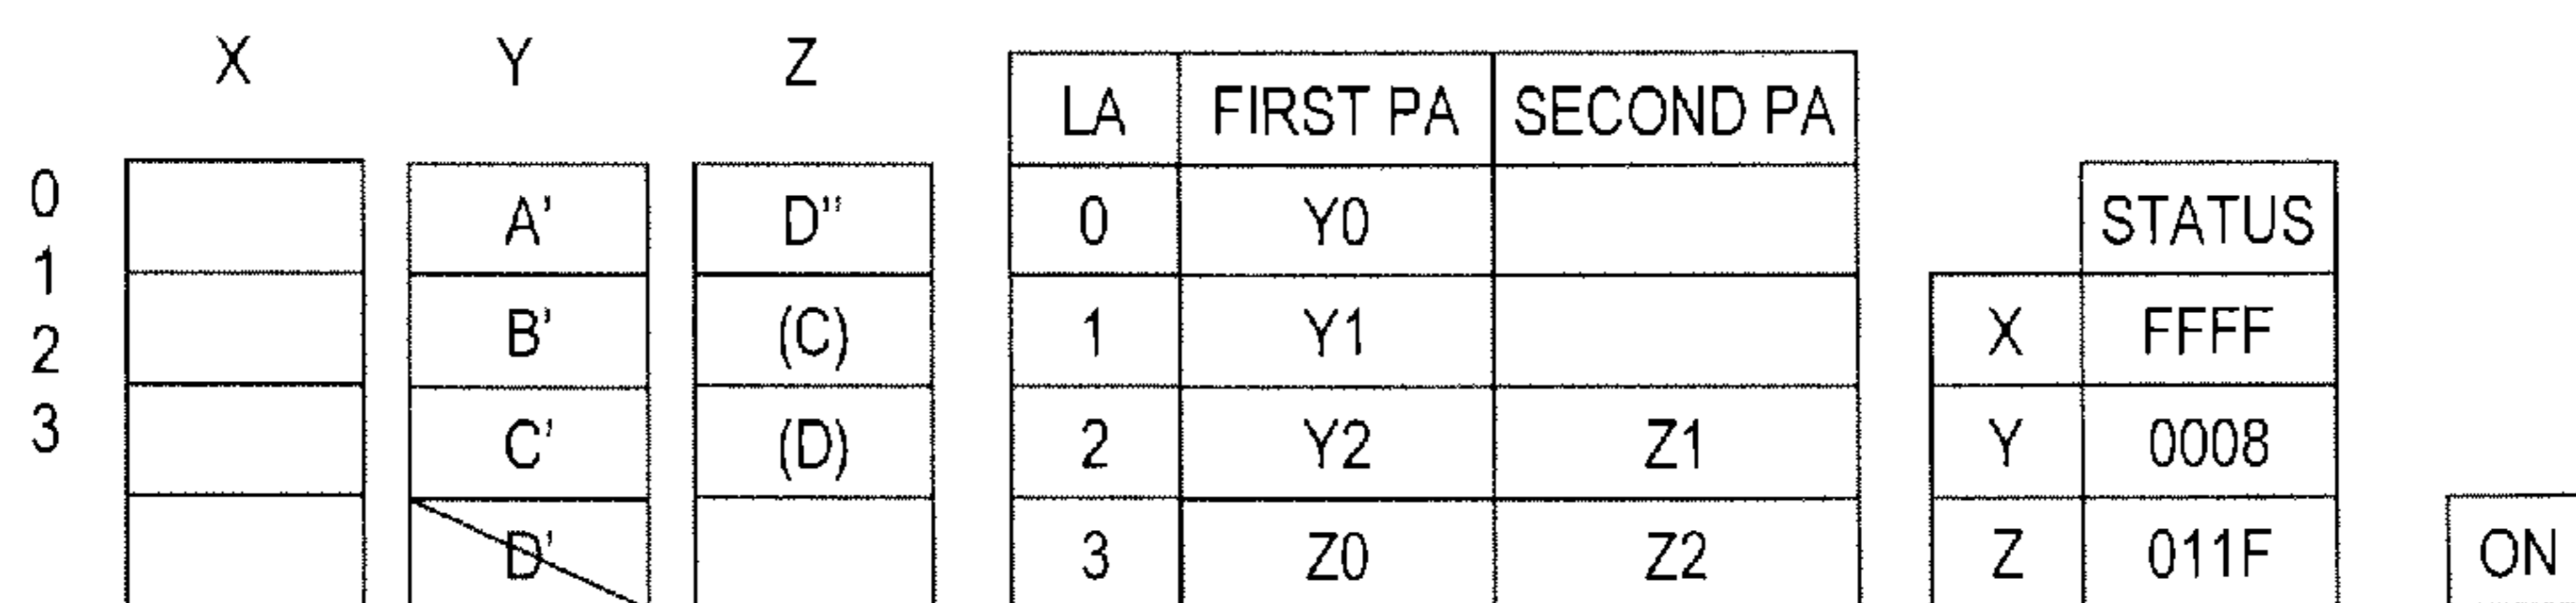 X Y Z
LA FIRST PA SECOND PA
0 A' D" 0 Y0 STATUS
1 B' (C) 1 Y1 X FFFF
2 C' (D) 2 Y2 Z1 Y 0008
3 D' 3 Z0 Z2 Z 011F ON